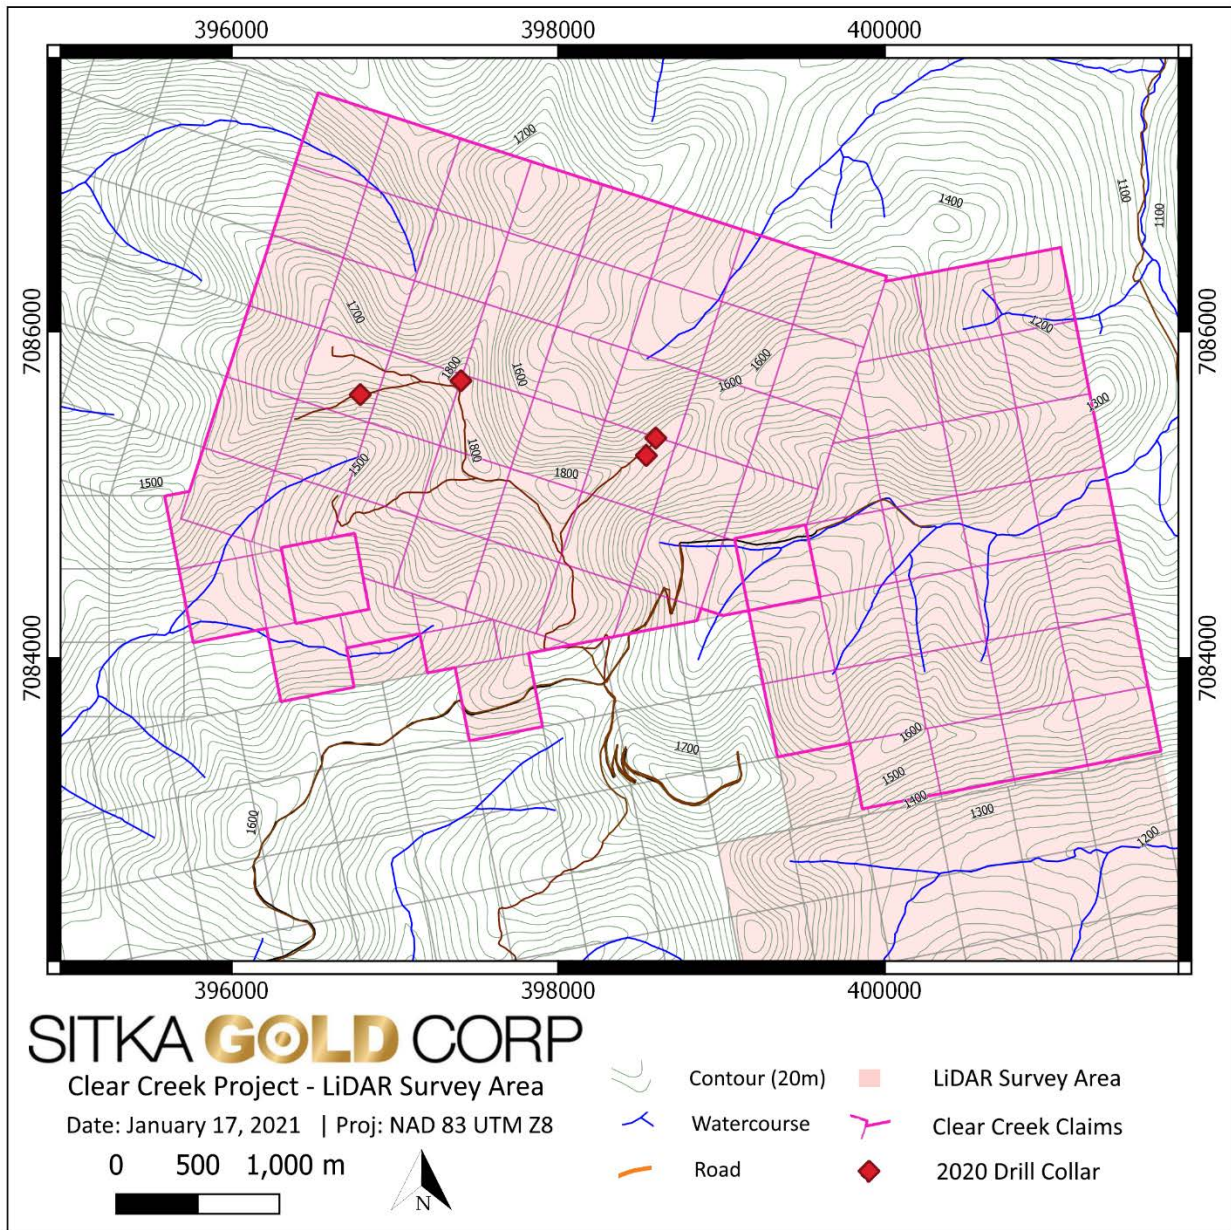 396000 398000 400000
1700
1100
1400
1100
7086000 7086000
1700
1200
1800
1600
1600
1600
1300
1800
1500
1800
1500
7084000 7084000
1700
1600
1500
1400
1300
1600
1200
396000 398000 400000
SITKA GOLD CORP
Clear Creek Project - LiDAR Survey Area
Date: January 17, 2021 | Proj: NAD 83 UTM Z8
0 500 1,000 m
N
Contour (20m)
LiDAR Survey Area
Watercourse
Clear Creek Claims
Road
2020 Drill Collar